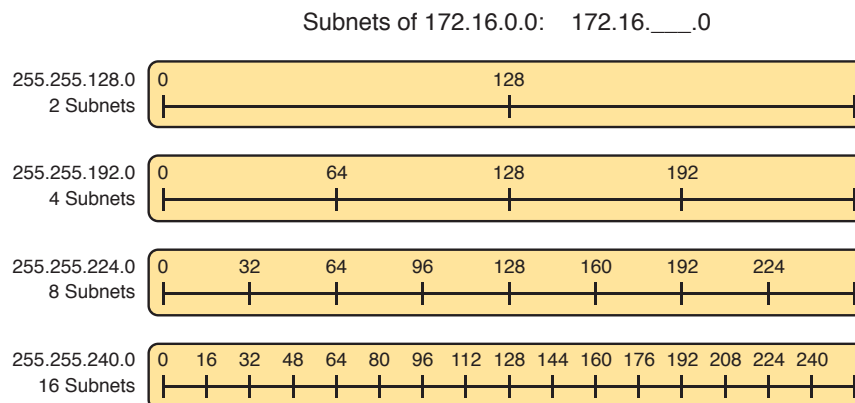 Subnets of 172.16.0.0: 172.16.___.0
255.255.128.0 0 128
2 Subnets
255.255.192.0 0 64 128 192
4 Subnets
255.255.224.0 0 32 64 96 128 160 192 224
8 Subnets
255.255.240.0 0 16 32 48 64 80 96 112 128 144 160 176 192 208 224 240
16 Subnets